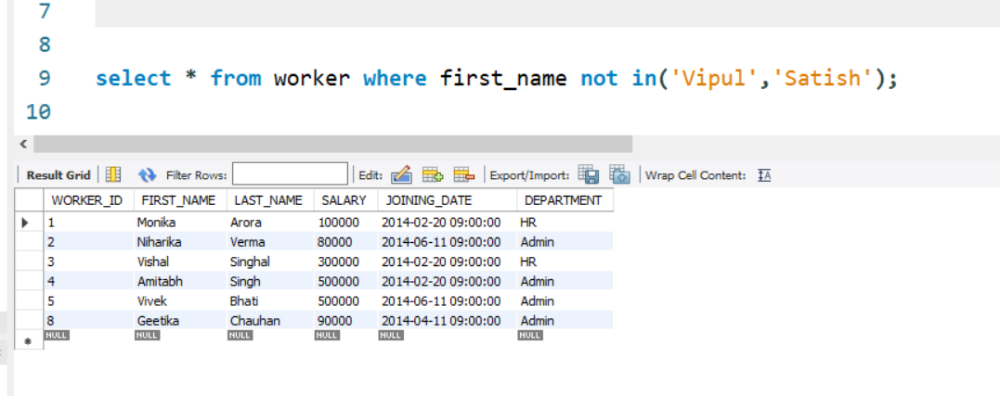 7
8
9 select * from worker where first_name not in('Vipul','Satish');
10
Result Grid Filter Rows: Edit: Export/Import: Wrap Cell Content: IA
WORKER_ID FIRST_NAME LAST_NAME SALARY JOINING_DATE DEPARTMENT
1 Monika Arora 100000 2014-02-20 09:00:00 HR
2 Niharika Verma 80000 2014-06-11 09:00:00 Admin
3 Vishal Singhal 300000 2014-02-20 09:00:00 HR
4 Amitabh Singh 500000 2014-02-20 09:00:00 Admin
5 Vivek Bhati 500000 2014-06-11 09:00:00 Admin
8 Geetika Chauhan 90000 2014-04-11 09:00:00 Admin
NULL NULL NULL NULL NULL NULL